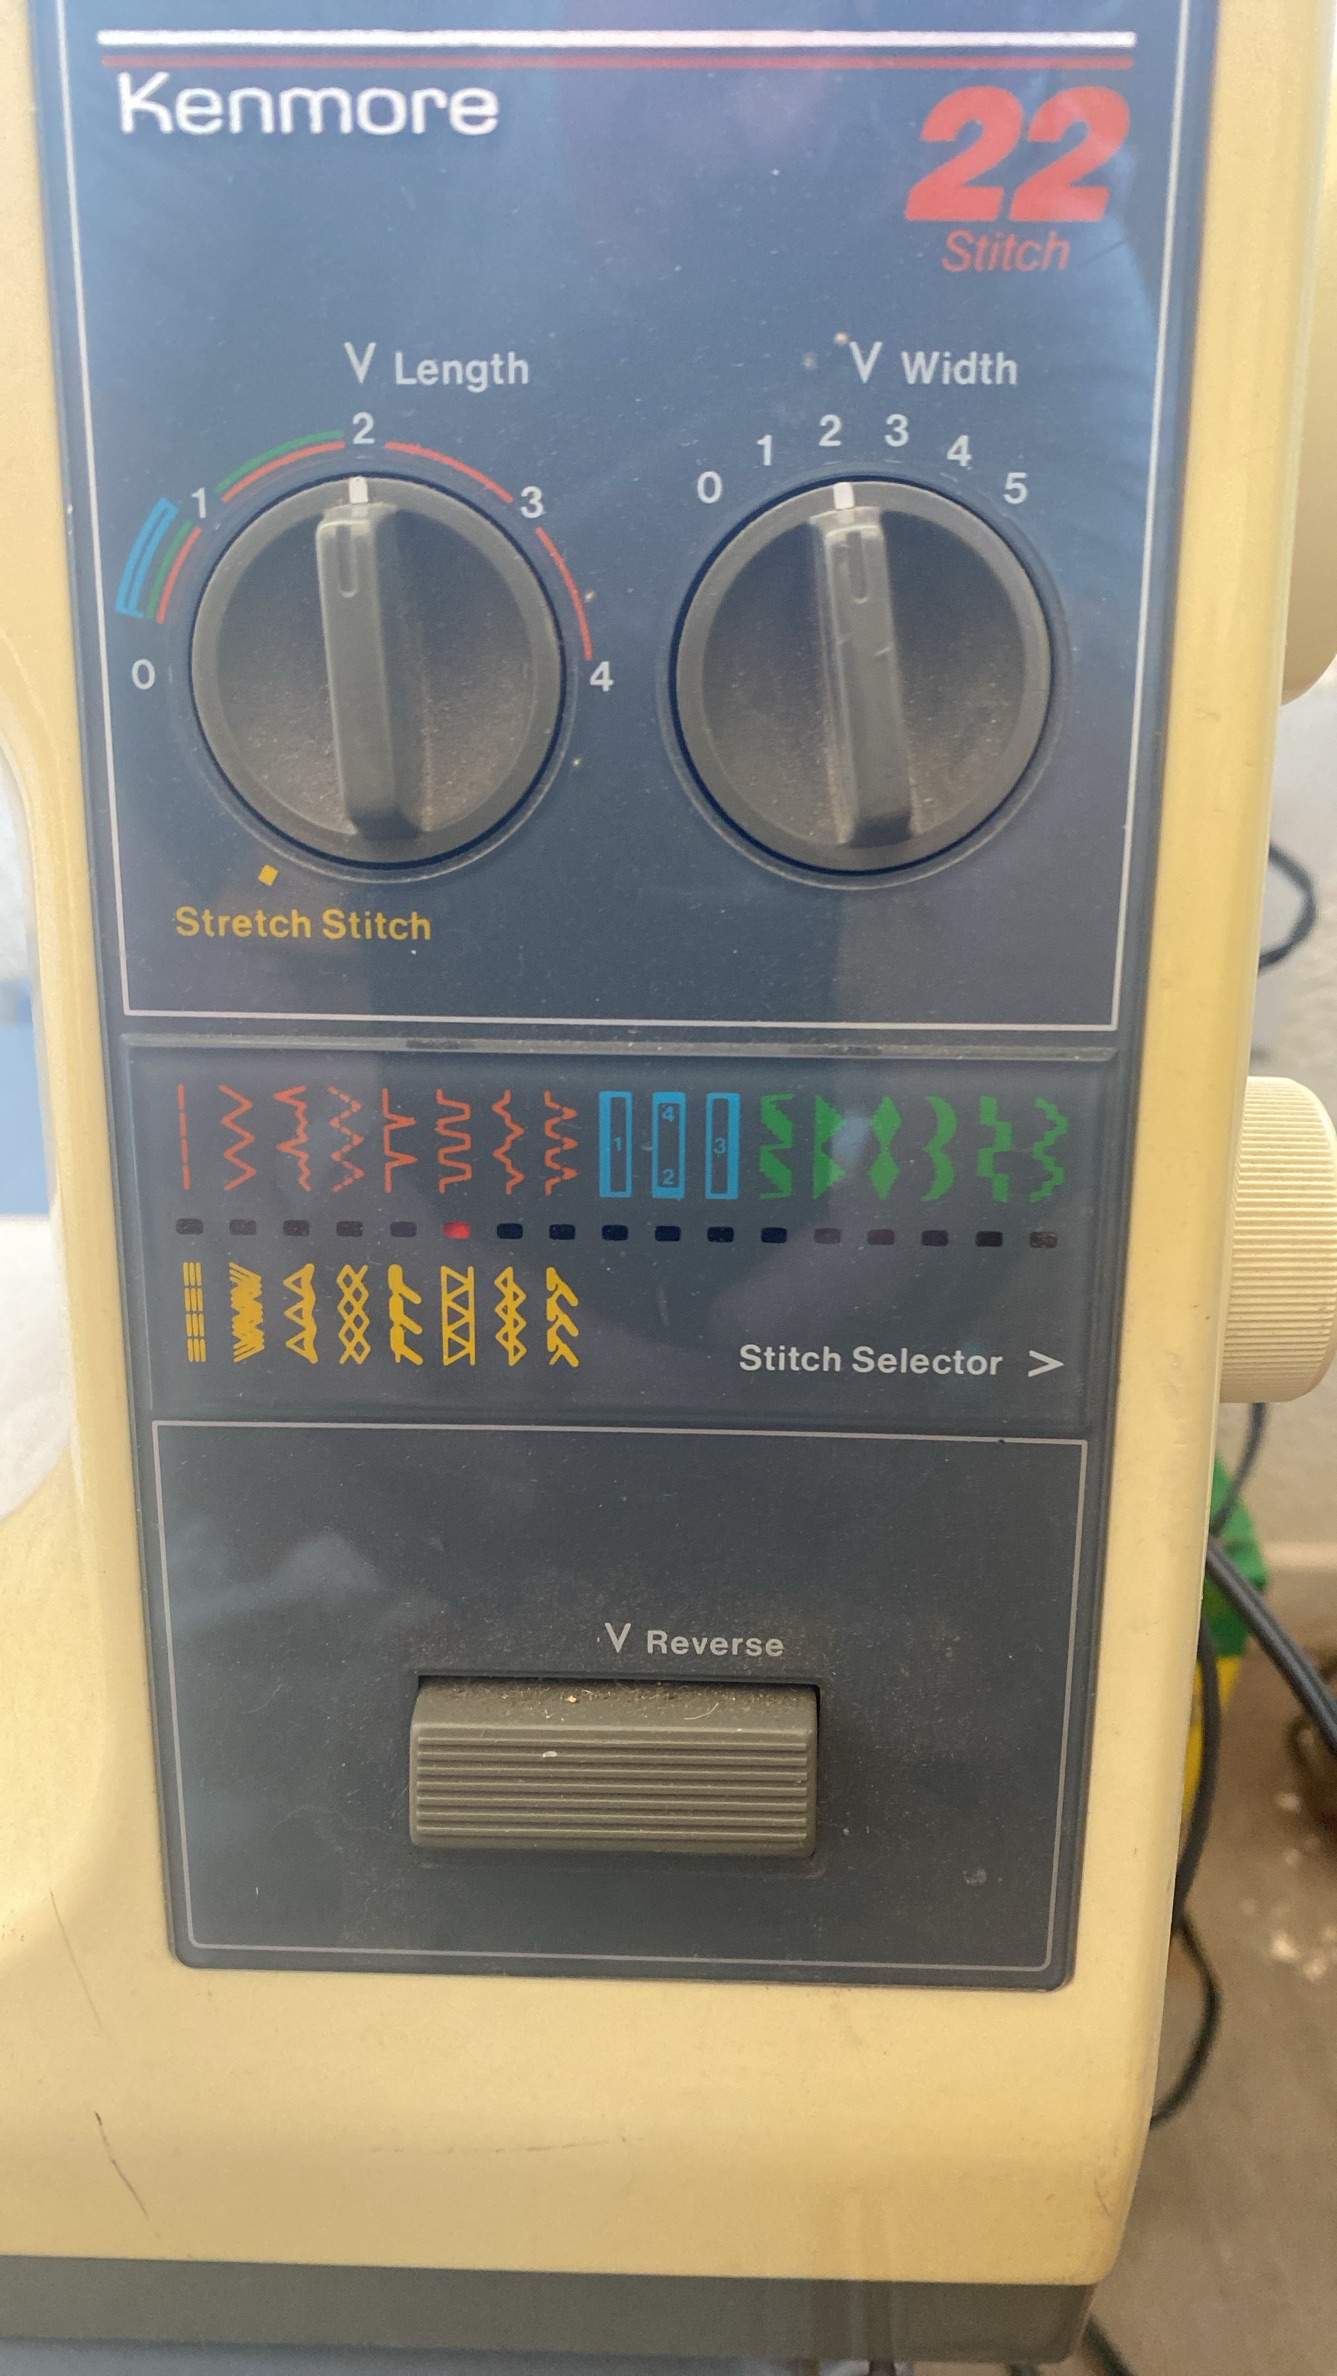 Kenmore
22
Stitch
V Length
V Width
0 1 2 3 4
0 1 2 3 4 5
Stretch Stitch
1 4 2 3
Stitch Selector >
V Reverse